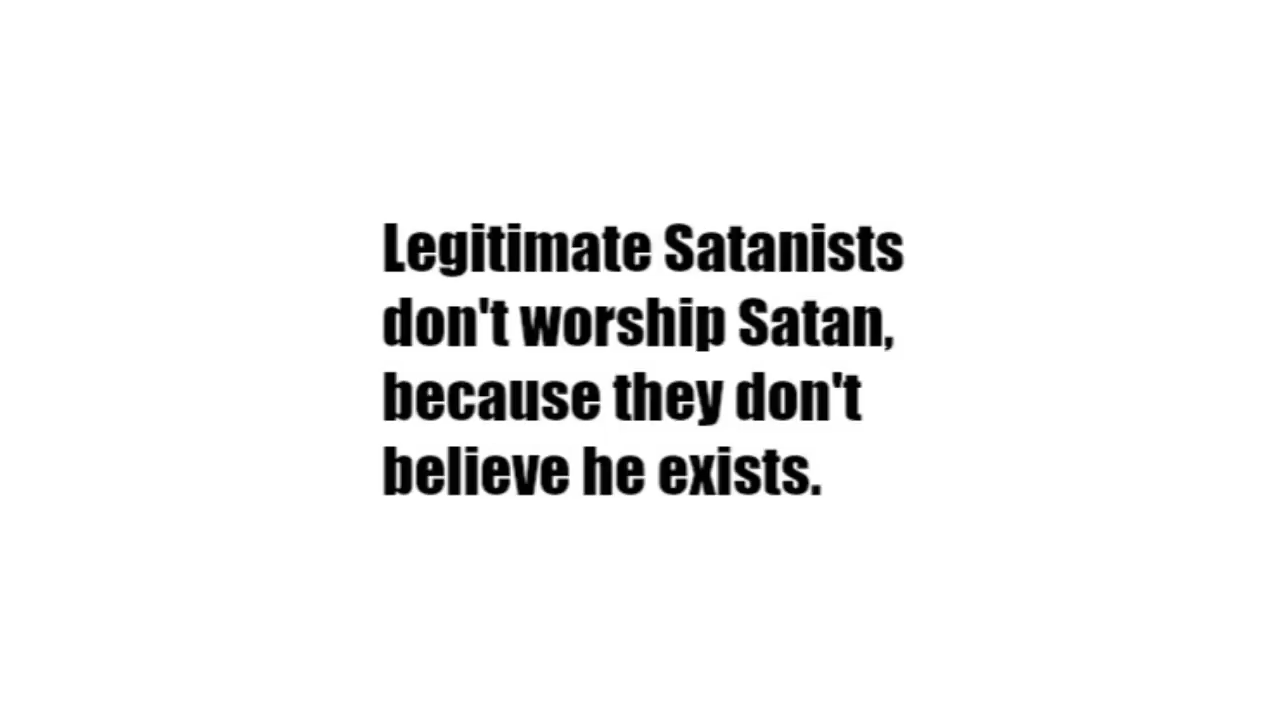 Legitimate Satanists
don't worship Satan,
because they don't
believe he exists.